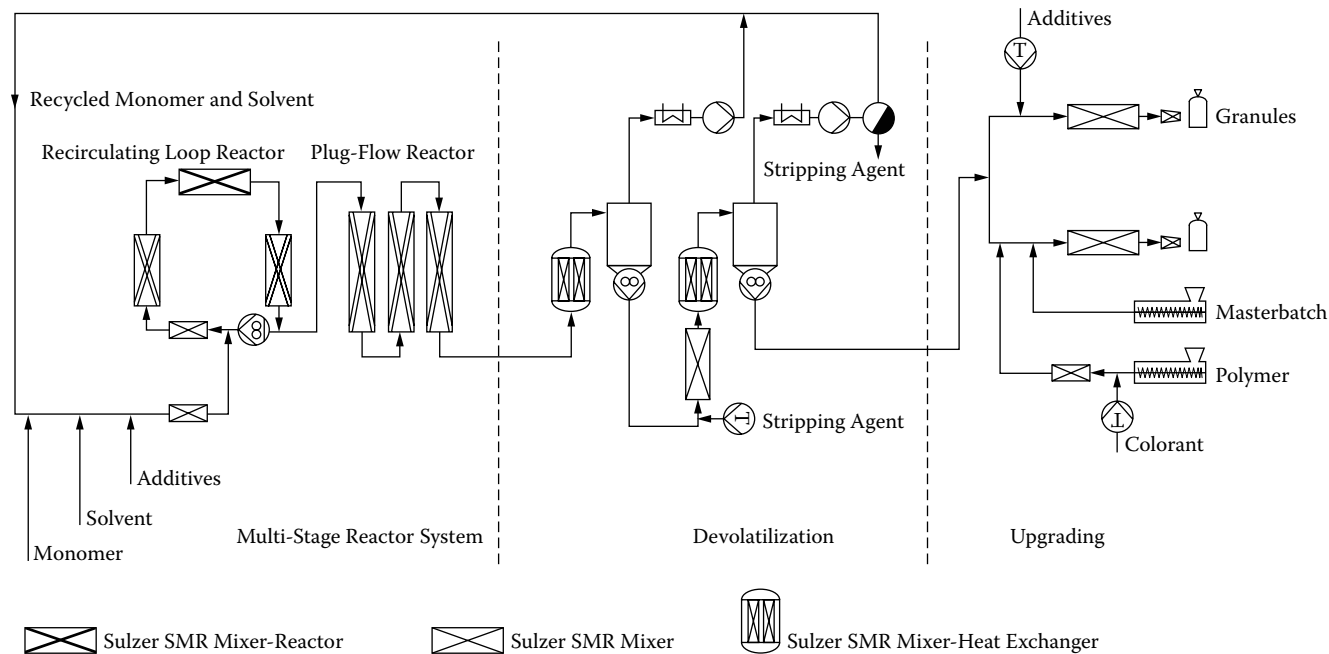 Additives
Recycled Monomer and Solvent
Granules
Recirculating Loop Reactor
Plug-Flow Reactor
Stripping Agent
T
Masterbatch
Polymer
T
Stripping Agent
T
Colorant
Additives
Solvent
Monomer
Multi-Stage Reactor System
Devolatilization
Upgrading
Sulzer SMR Mixer-Reactor
Sulzer SMR Mixer
Sulzer SMR Mixer-Heat Exchanger